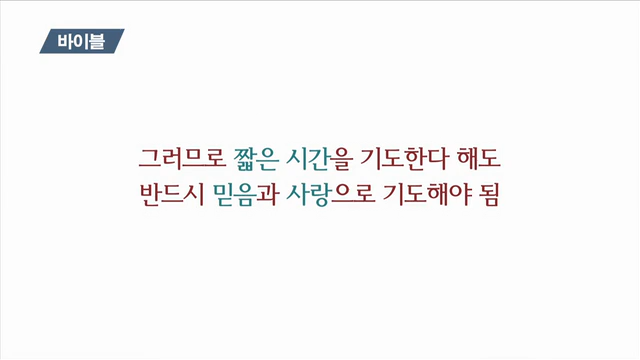 바이블
그러므로 짧은 시간을 기도한다 해도
반드시 믿음과 사랑으로 기도해야 됨